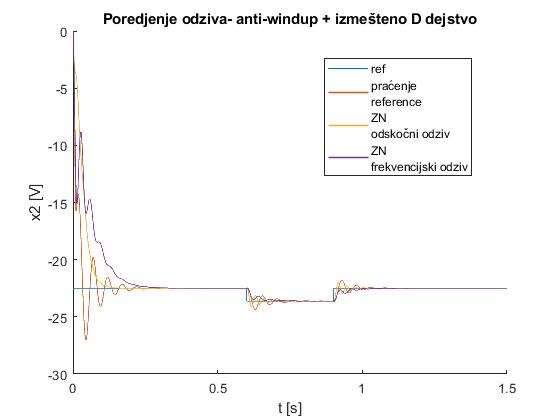 Poredjenje odziva- anti-windup + izmešteno D dejstvo
ref
praćenje
reference
ZN
odskočni odziv
ZN
frekvencijski odziv
x2 [V]
0
-5
-10
-15
-20
-25
-30
0
0.5
1
1.5
t [s]